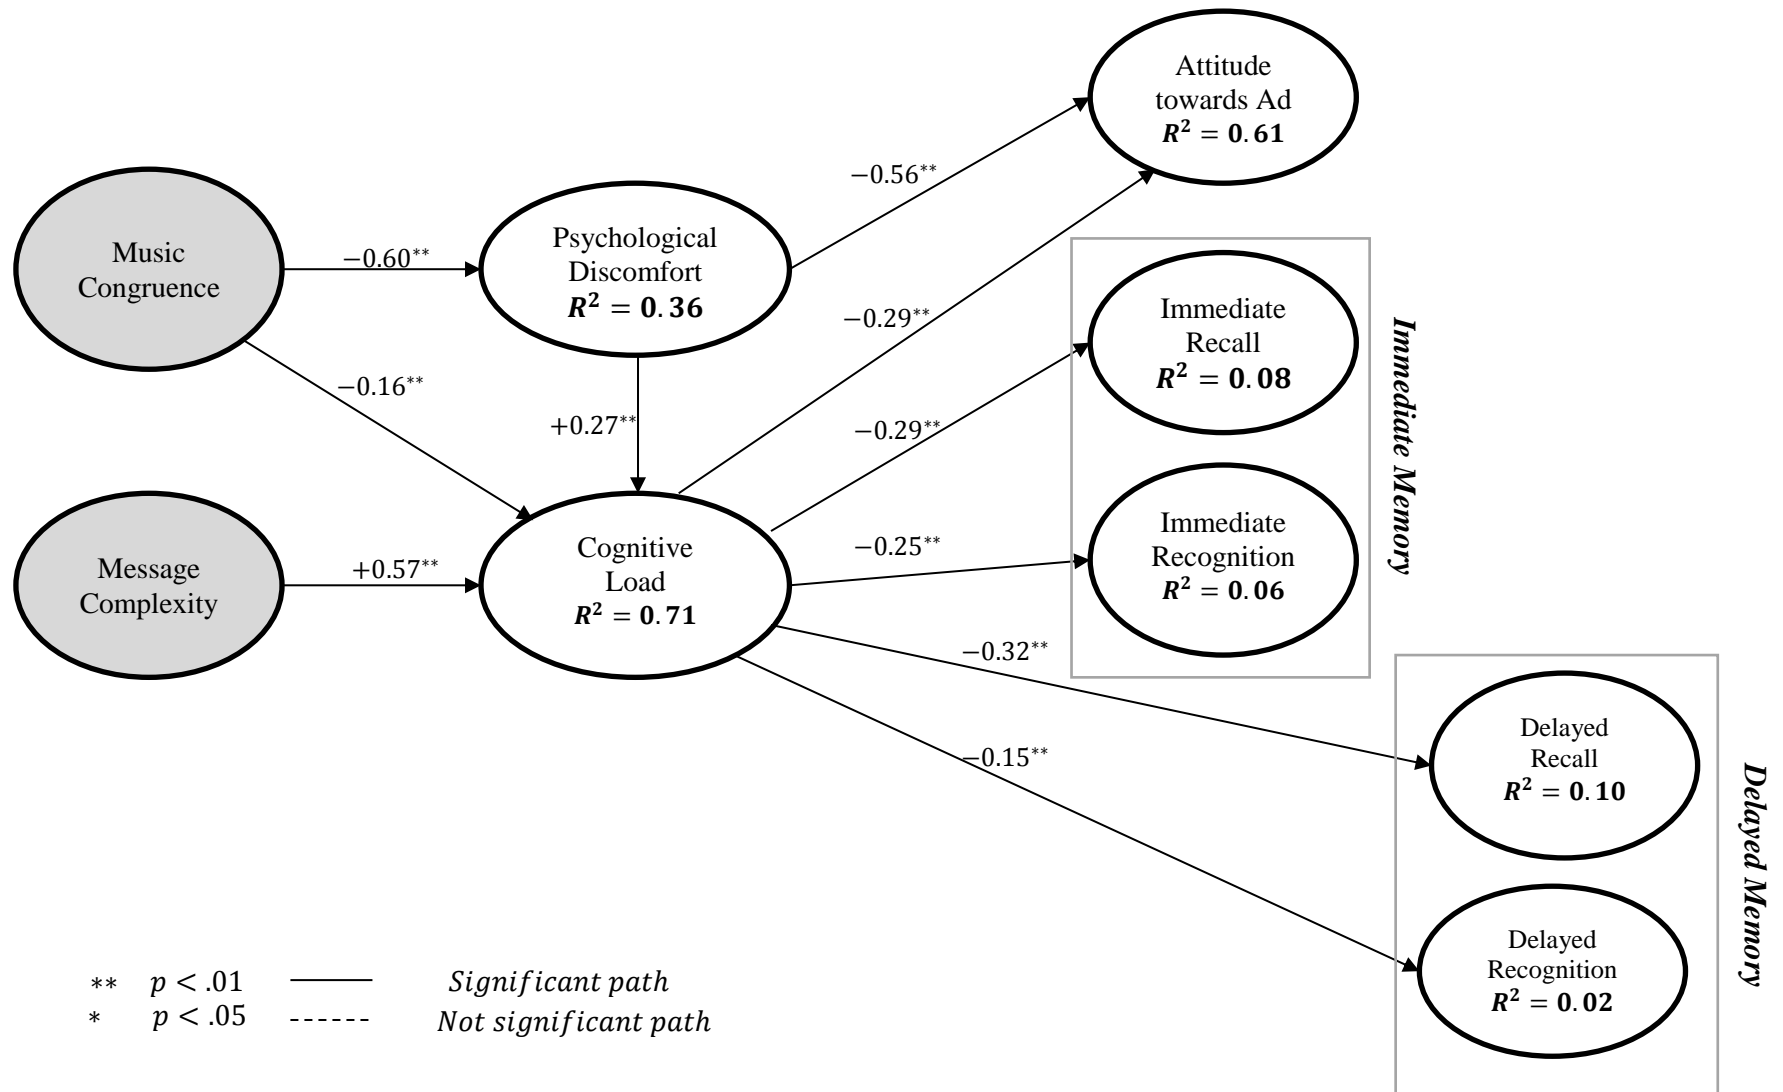 Attitude
towards Ad
R² = 0.61
−0.56**
Music
Congruence
−0.60**
Psychological
Discomfort
R² = 0.36
−0.29**
Immediate
Recall
R² = 0.08
Immediate Memory
−0.16**
+0.27**
−0.29**
Message
Complexity
+0.57**
Cognitive
Load
R² = 0.71
−0.25**
Immediate
Recognition
R² = 0.06
−0.32**
−0.15**
Delayed
Recall
R² = 0.10
Delayed Memory
Delayed
Recognition
R² = 0.02
** p < .01 Significant path
* p < .05 Not significant path